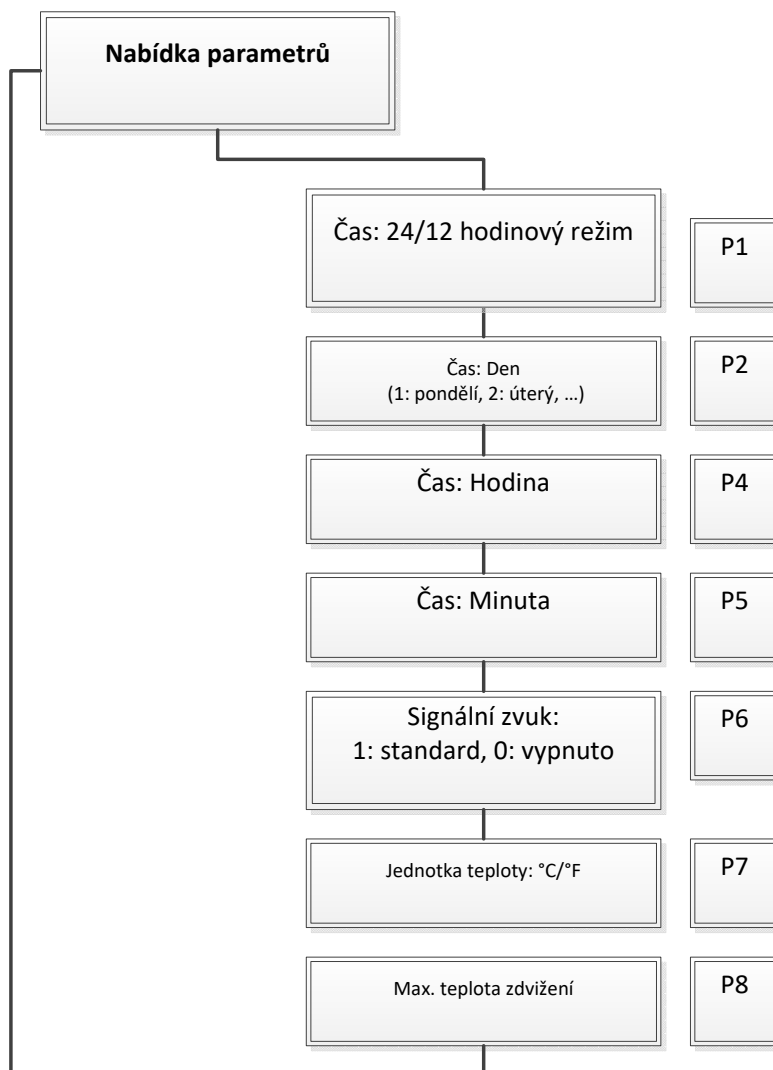 Nabídka parametrů
Čas: 24/12 hodinový režim
P1
Čas: Den
(1: pondělí, 2: úterý, …)
P2
Čas: Hodina
P4
Čas: Minuta
P5
Signální zvuk:
1: standard, 0: vypnuto
P6
Jednotka teploty: °C/°F
P7
Max. teplota zdvižení
P8